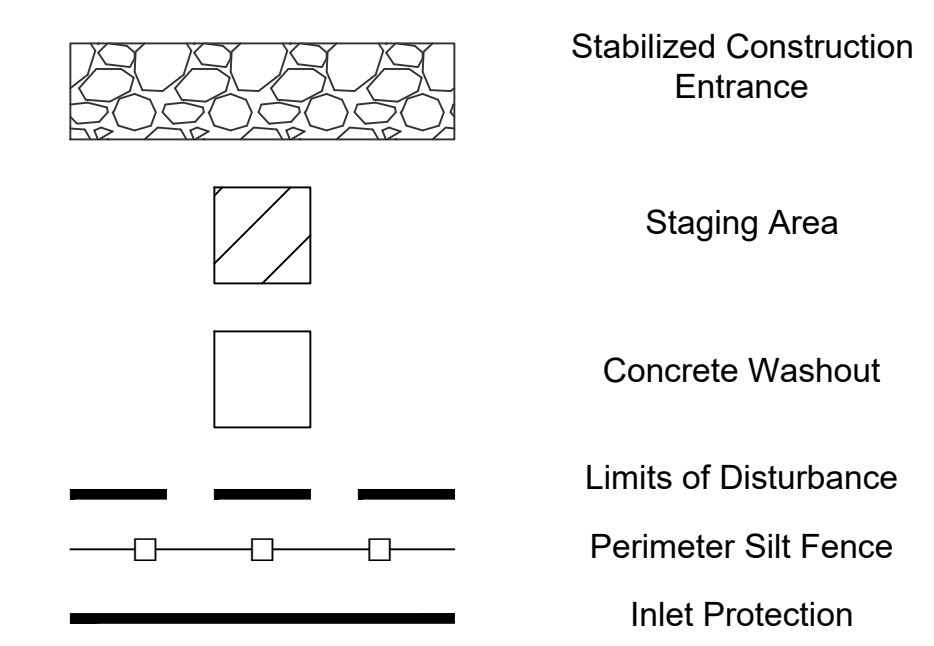 Stabilized Construction
Entrance
Staging Area
Concrete Washout
Limits of Disturbance
Perimeter Silt Fence
Inlet Protection